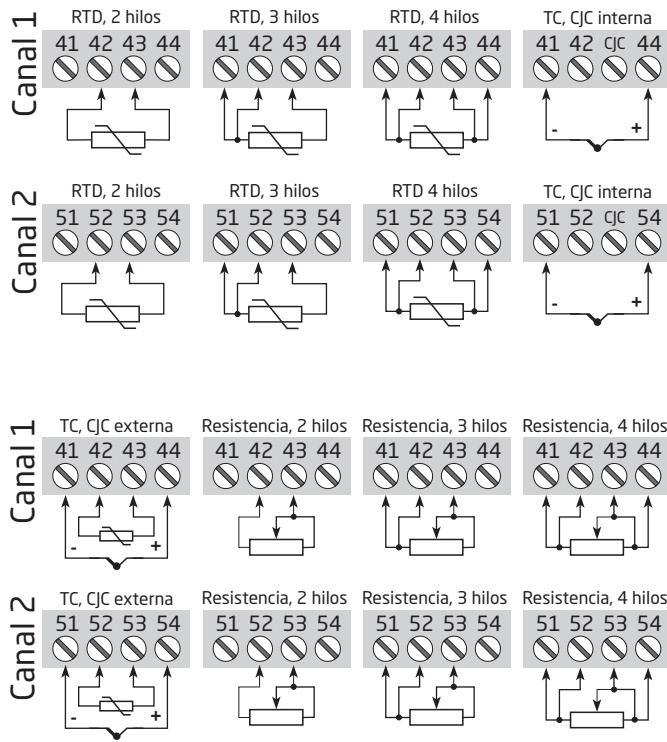 Canal 1
RTD, 2 hilos
41 42 43 44
RTD, 3 hilos
41 42 43 44
RTD, 4 hilos
41 42 43 44
TC, CJC interna
41 42 CJC 44
- +
Canal 2
RTD, 2 hilos
51 52 53 54
RTD, 3 hilos
51 52 53 54
RTD 4 hilos
51 52 53 54
TC, CJC interna
51 52 CJC 54
- +
Canal 1
TC, CJC externa
41 42 43 44
- +
Resistencia, 2 hilos
41 42 43 44
Resistencia, 3 hilos
41 42 43 44
Resistencia, 4 hilos
41 42 43 44
Canal 2
TC, CJC externa
51 52 53 54
- +
Resistencia, 2 hilos
51 52 53 54
Resistencia, 3 hilos
51 52 53 54
Resistencia, 4 hilos
51 52 53 54